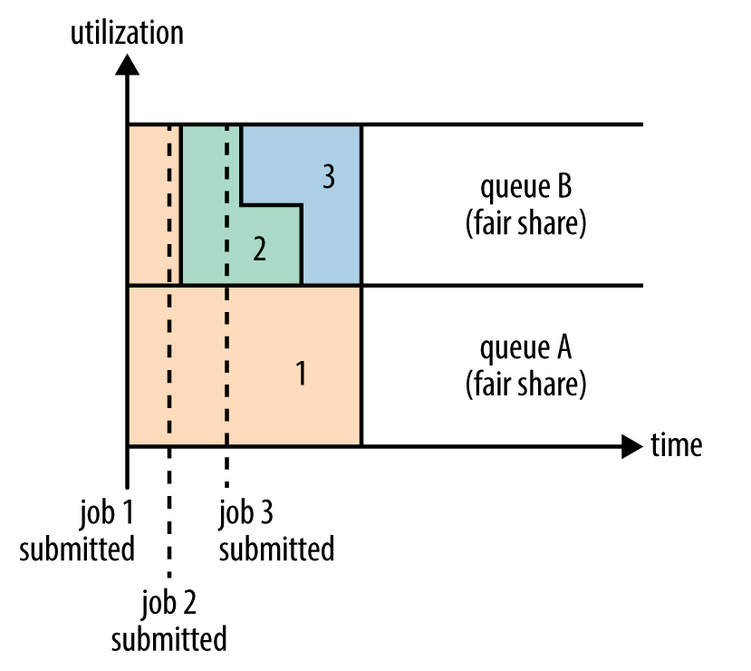 utilization
3
queue B
(fair share)
2
queue A
(fair share)
1
time
job 1
submitted
job 3
submitted
job 2
submitted